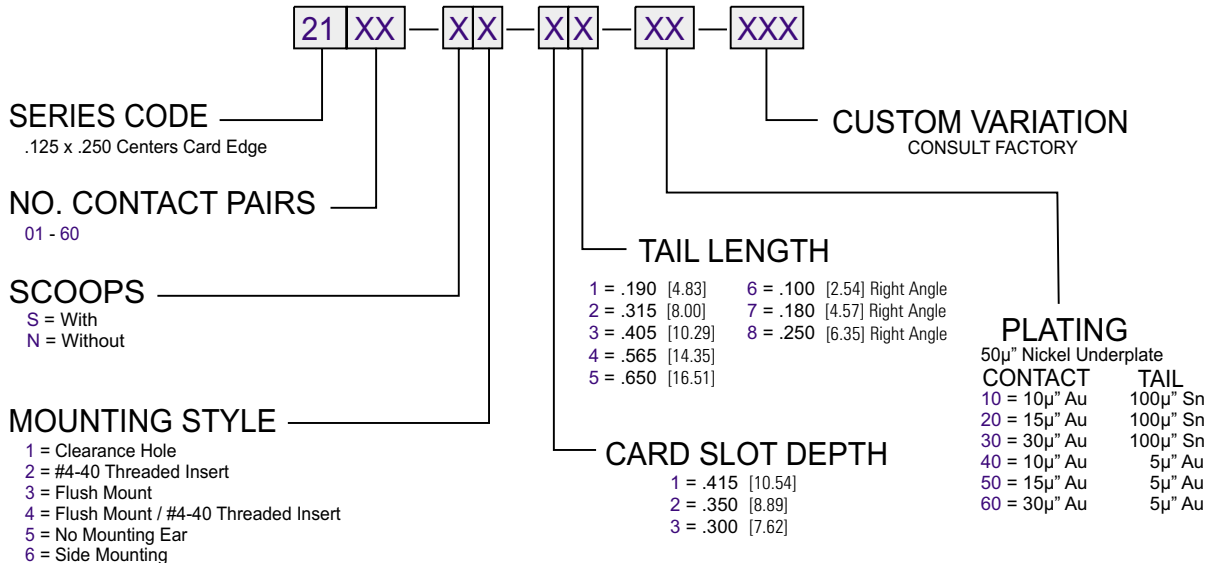 21 XX — X X — X X — XX — XXX
SERIES CODE
.125 x .250 Centers Card Edge
NO. CONTACT PAIRS
01 - 60
SCOOPS
S = With
N = Without
MOUNTING STYLE
1 = Clearance Hole
2 = #4-40 Threaded Insert
3 = Flush Mount
4 = Flush Mount / #4-40 Threaded Insert
5 = No Mounting Ear
6 = Side Mounting
TAIL LENGTH
1 = .190 [4.83] 6 = .100 [2.54] Right Angle
2 = .315 [8.00] 7 = .180 [4.57] Right Angle
3 = .405 [10.29] 8 = .250 [6.35] Right Angle
4 = .565 [14.35]
5 = .650 [16.51]
CARD SLOT DEPTH
1 = .415 [10.54]
2 = .350 [8.89]
3 = .300 [7.62]
CUSTOM VARIATION
CONSULT FACTORY
PLATING
50µ” Nickel Underplate
CONTACT TAIL
10 = 10µ” Au 100µ” Sn
20 = 15µ” Au 100µ” Sn
30 = 30µ” Au 100µ” Sn
40 = 10µ” Au 5µ” Au
50 = 15µ” Au 5µ” Au
60 = 30µ” Au 5µ” Au